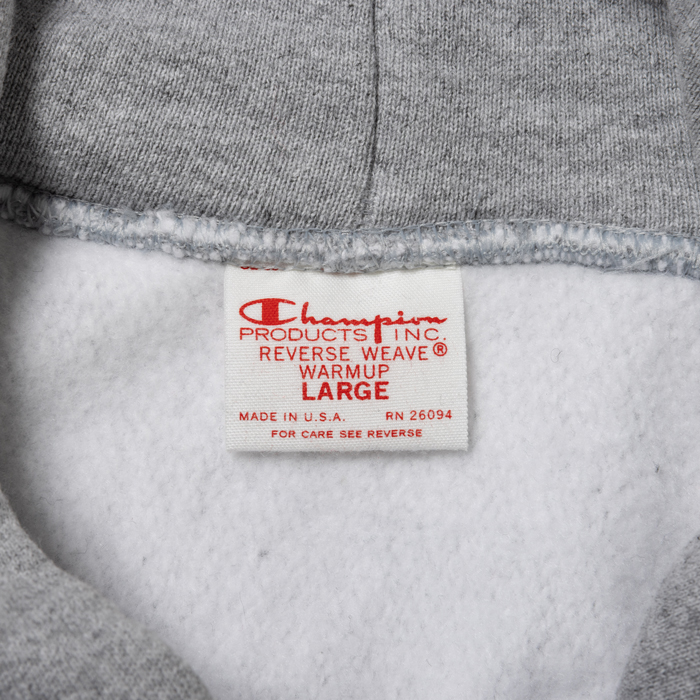 Champion
PRODUCTS INC.
REVERSE WEAVE®
WARMUP
LARGE
MADE IN U.S.A. RN 26094
FOR CARE SEE REVERSE